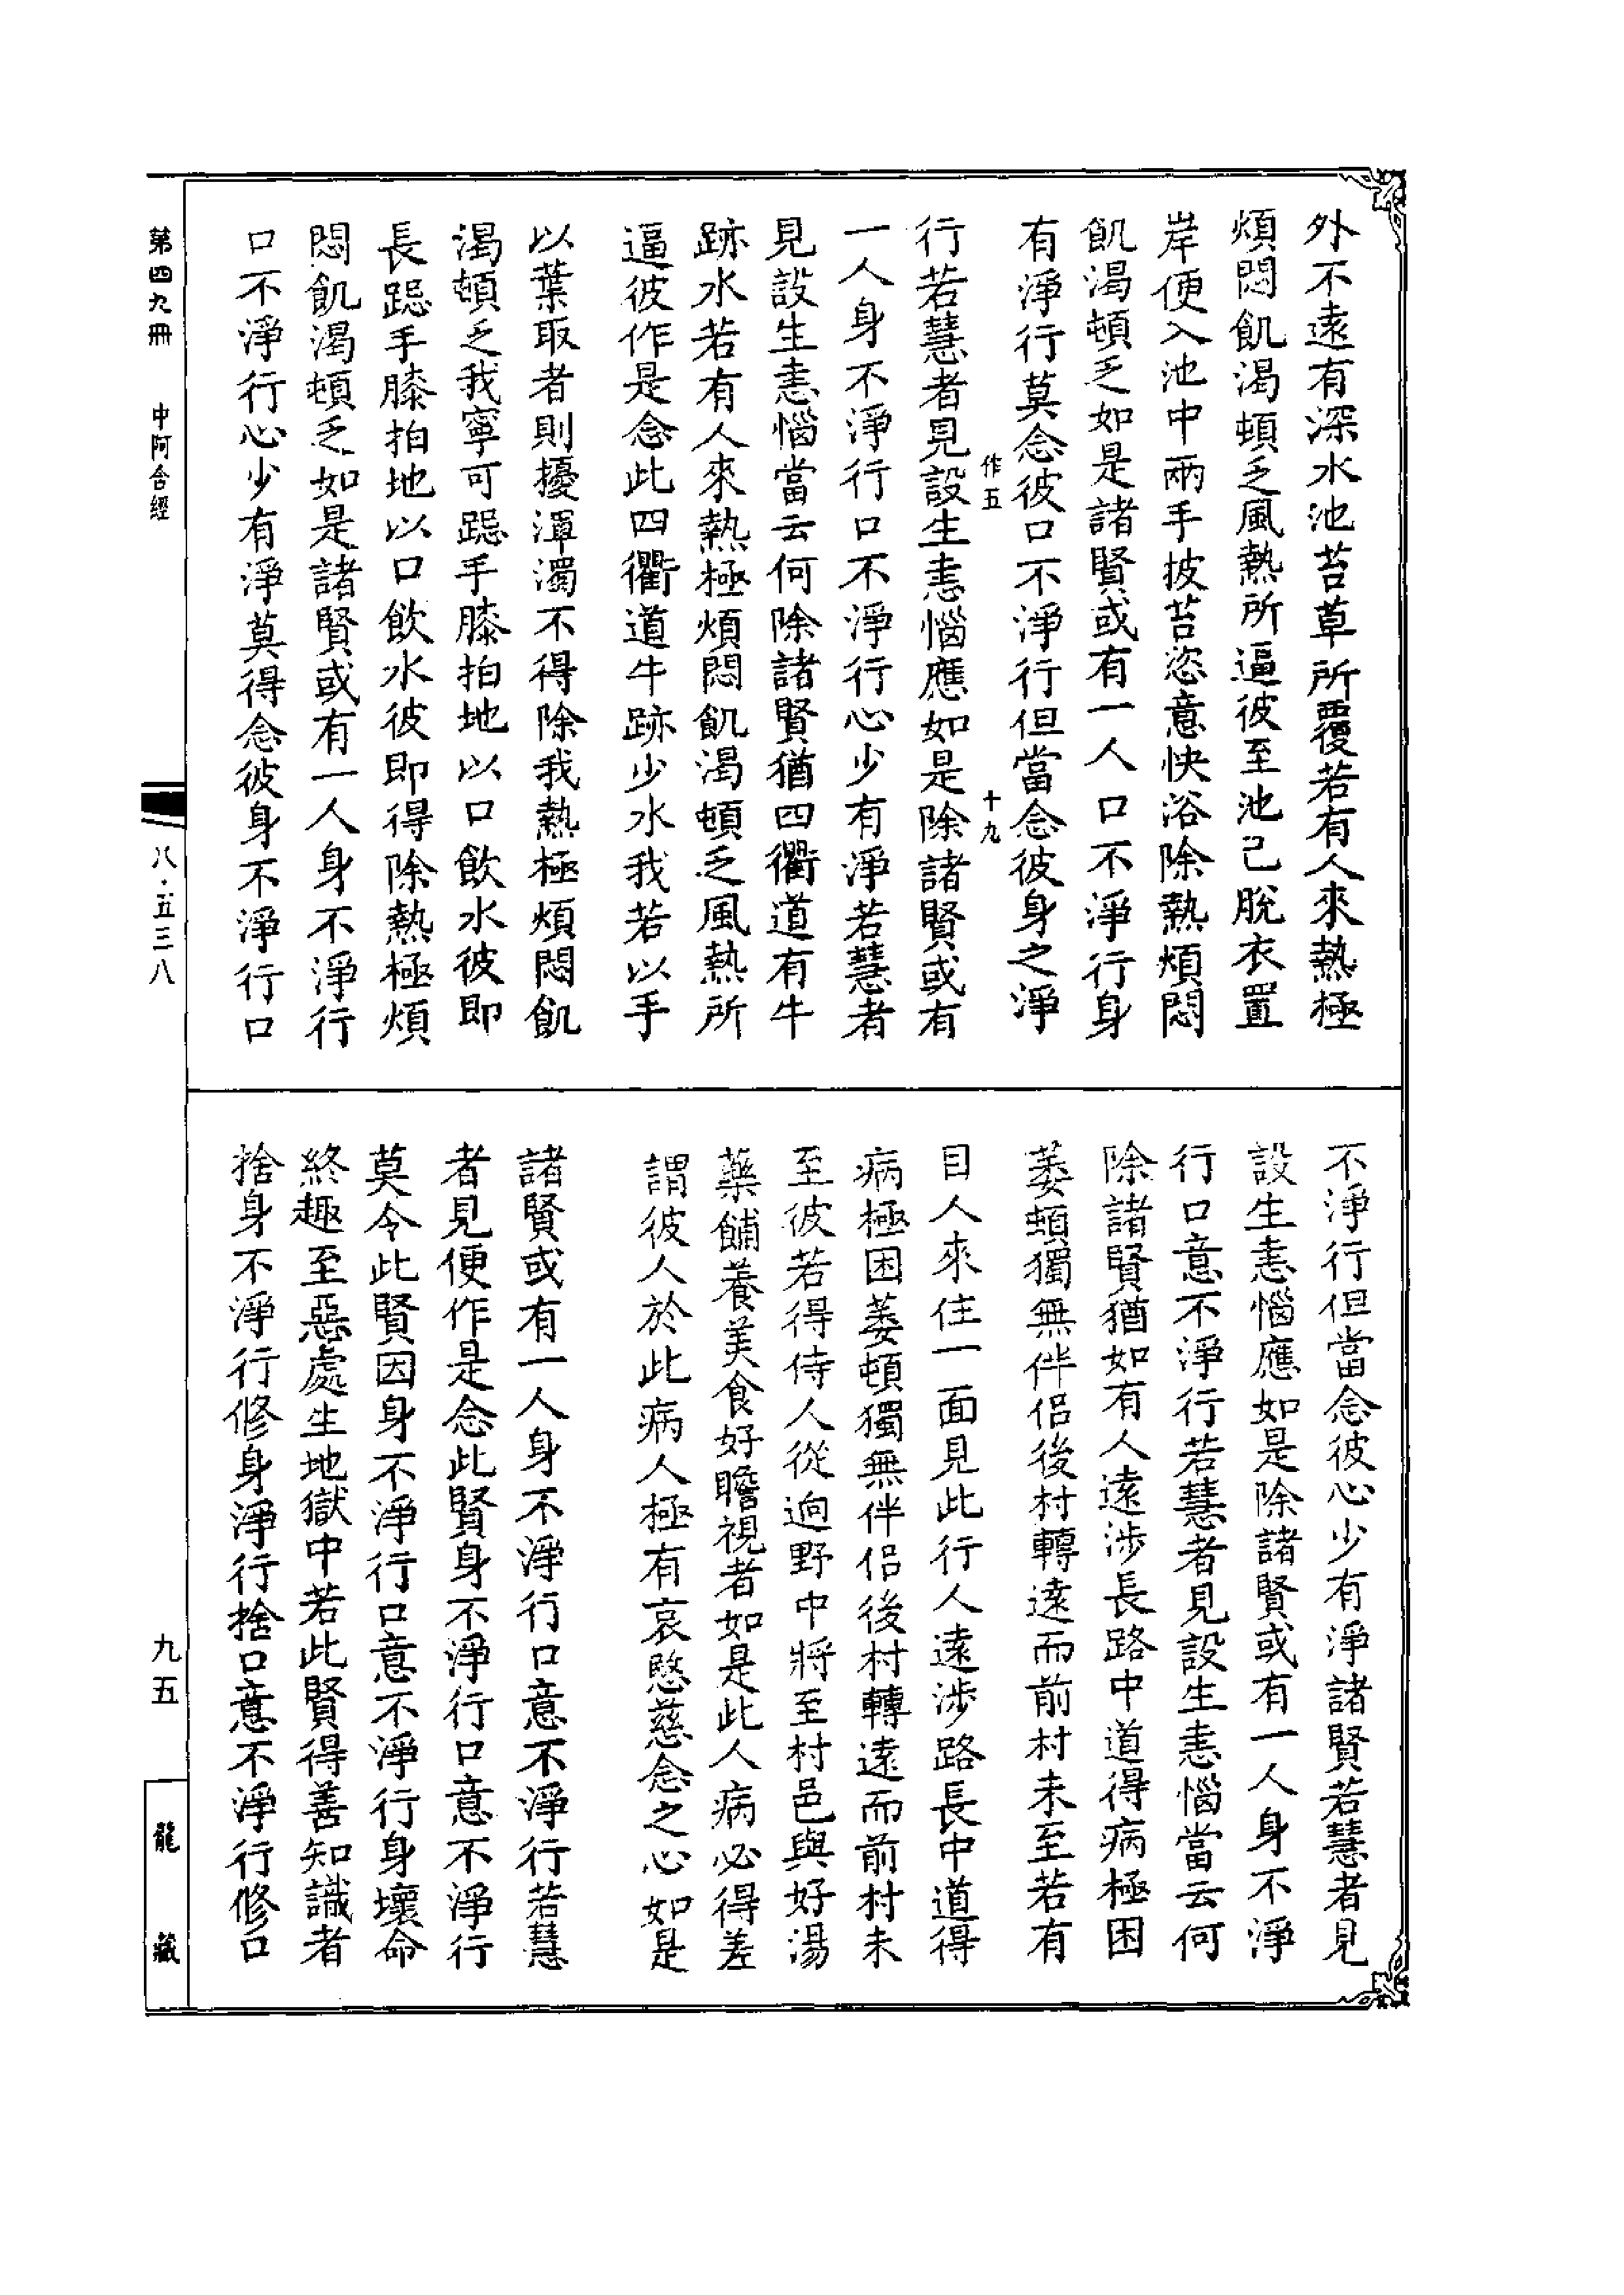 外不遠有深水池苔草所覆若有人來熱極
煩悶飢渴頓乏風熱所逼彼至池已脫衣置
岸便入池中兩手披苔恣意快浴除熱煩悶
飢渴頓乏如是諸賢或有一人口不淨行身
有淨行莫念彼口不淨行但當念彼身之淨
作五
十九
行若慧者見設生恚惱應如是除諸賢或有
一人身不淨行口不淨行心少有淨若慧者
見設生恚惱當云何除諸賢猶四衢道有牛
跡水若有人來熱極煩悶飢渴頓乏風熱所
逼彼作是念此四衢道牛跡少水我若以手
以葉取者則擾渾濁不得除我熱極煩悶飢
渴頓乏我寧可跽手膝拍地以口飲水彼即
長跽手膝拍地以口飲水彼即得除熱極煩
悶飢渴頓乏如是諸賢或有一人身不淨行
口不淨行心少有淨莫得念彼身不淨行口
不淨行但當念彼心少有淨諸賢若慧者見
設生恚惱應如是除諸賢或有一人身不淨
行口意不淨行若慧者見設生恚惱當云何
除諸賢猶如有人遠涉長路中道得病極困
萎頓獨無伴侶後村轉遠而前村未至若有
目人來住一面見此行人遠涉路長中道得
病極困萎頓獨無伴侶後村轉遠而前村未
至彼若得侍人從逈野中將至村邑與好湯
藥餔養美食好瞻視者如是此人病必得差
謂彼人於此病人極有哀愍慈念之心如是
諸賢或有一人身不淨行口意不淨行若慧
者見便作是念此賢身不淨行口意不淨行
莫令此賢因身不淨行口意不淨行身壞命
終趣至惡處生地獄中若此賢得善知識者
捨身不淨行修身淨行捨口意不淨行修口
第四九冊
中阿含經
八·五三八
九五
龍藏